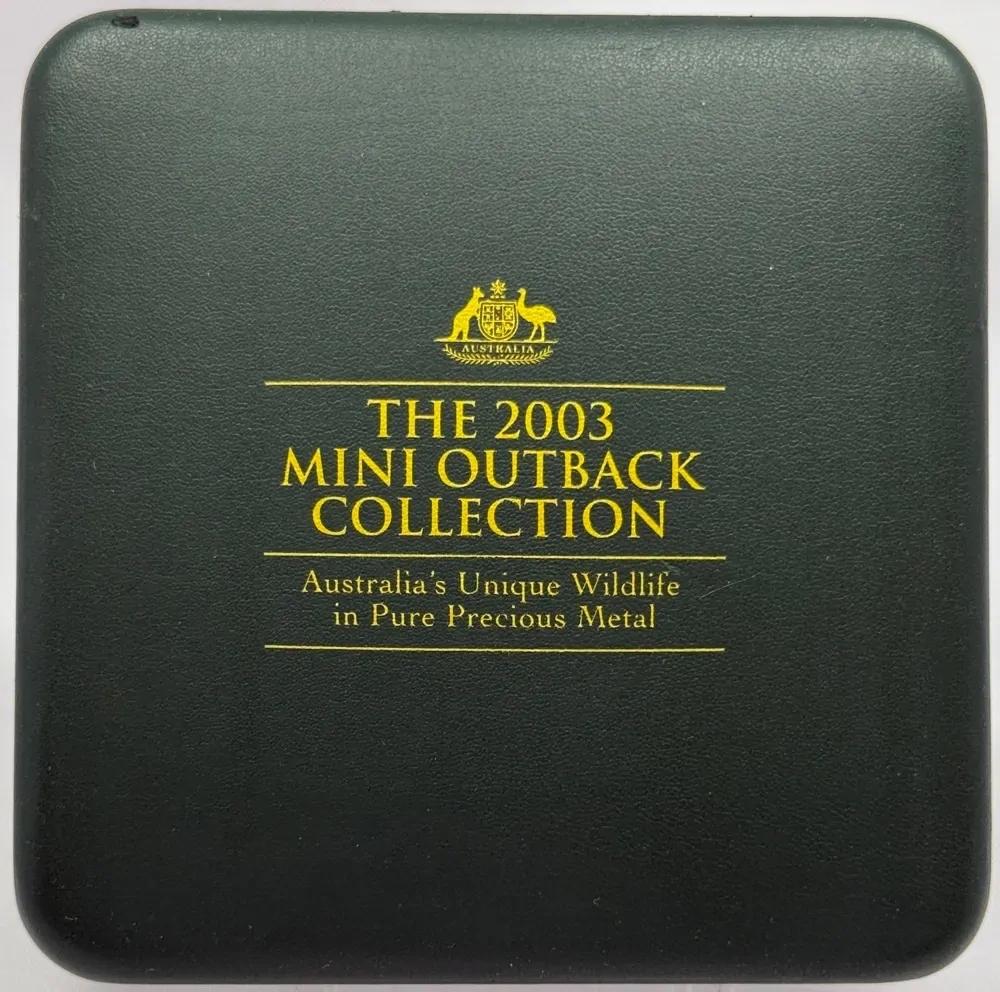 AUSTRALIA
THE 2003
MINI OUTBACK
COLLECTION
Australia's Unique Wildlife
in Pure Precious Metal